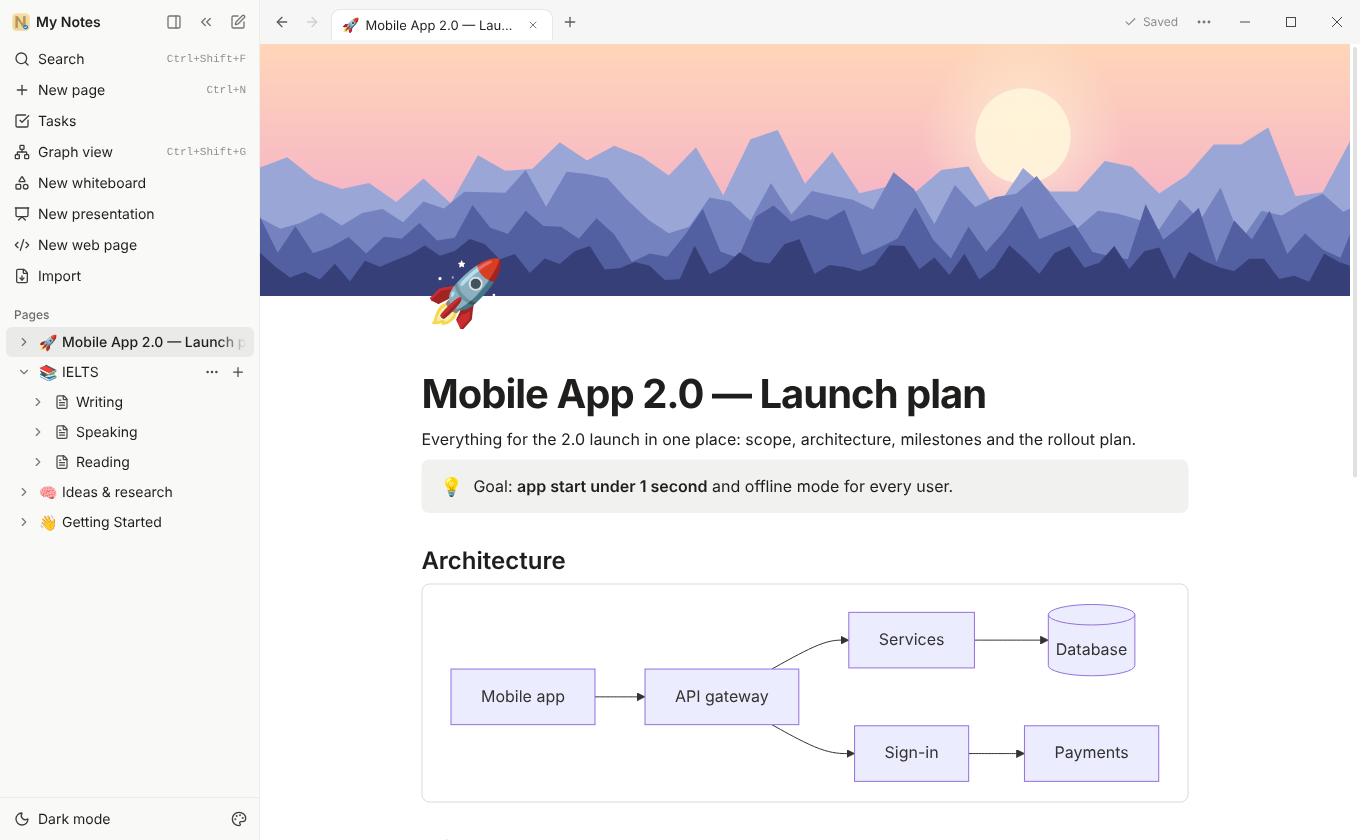 My Notes
Search Ctrl+Shift+F
New page Ctrl+N
Tasks
Graph view Ctrl+Shift+G
New whiteboard
New presentation
New web page
Import
Pages
Mobile App 2.0 — Launch p
IELTS
Writing
Speaking
Reading
Ideas & research
Getting Started
Dark mode
Mobile App 2.0 — Lau...
Saved
Mobile App 2.0 — Launch plan
Everything for the 2.0 launch in one place: scope, architecture, milestones and the rollout plan.
Goal: app start under 1 second and offline mode for every user.
Architecture
Mobile app
API gateway
Services
Database
Sign-in
Payments